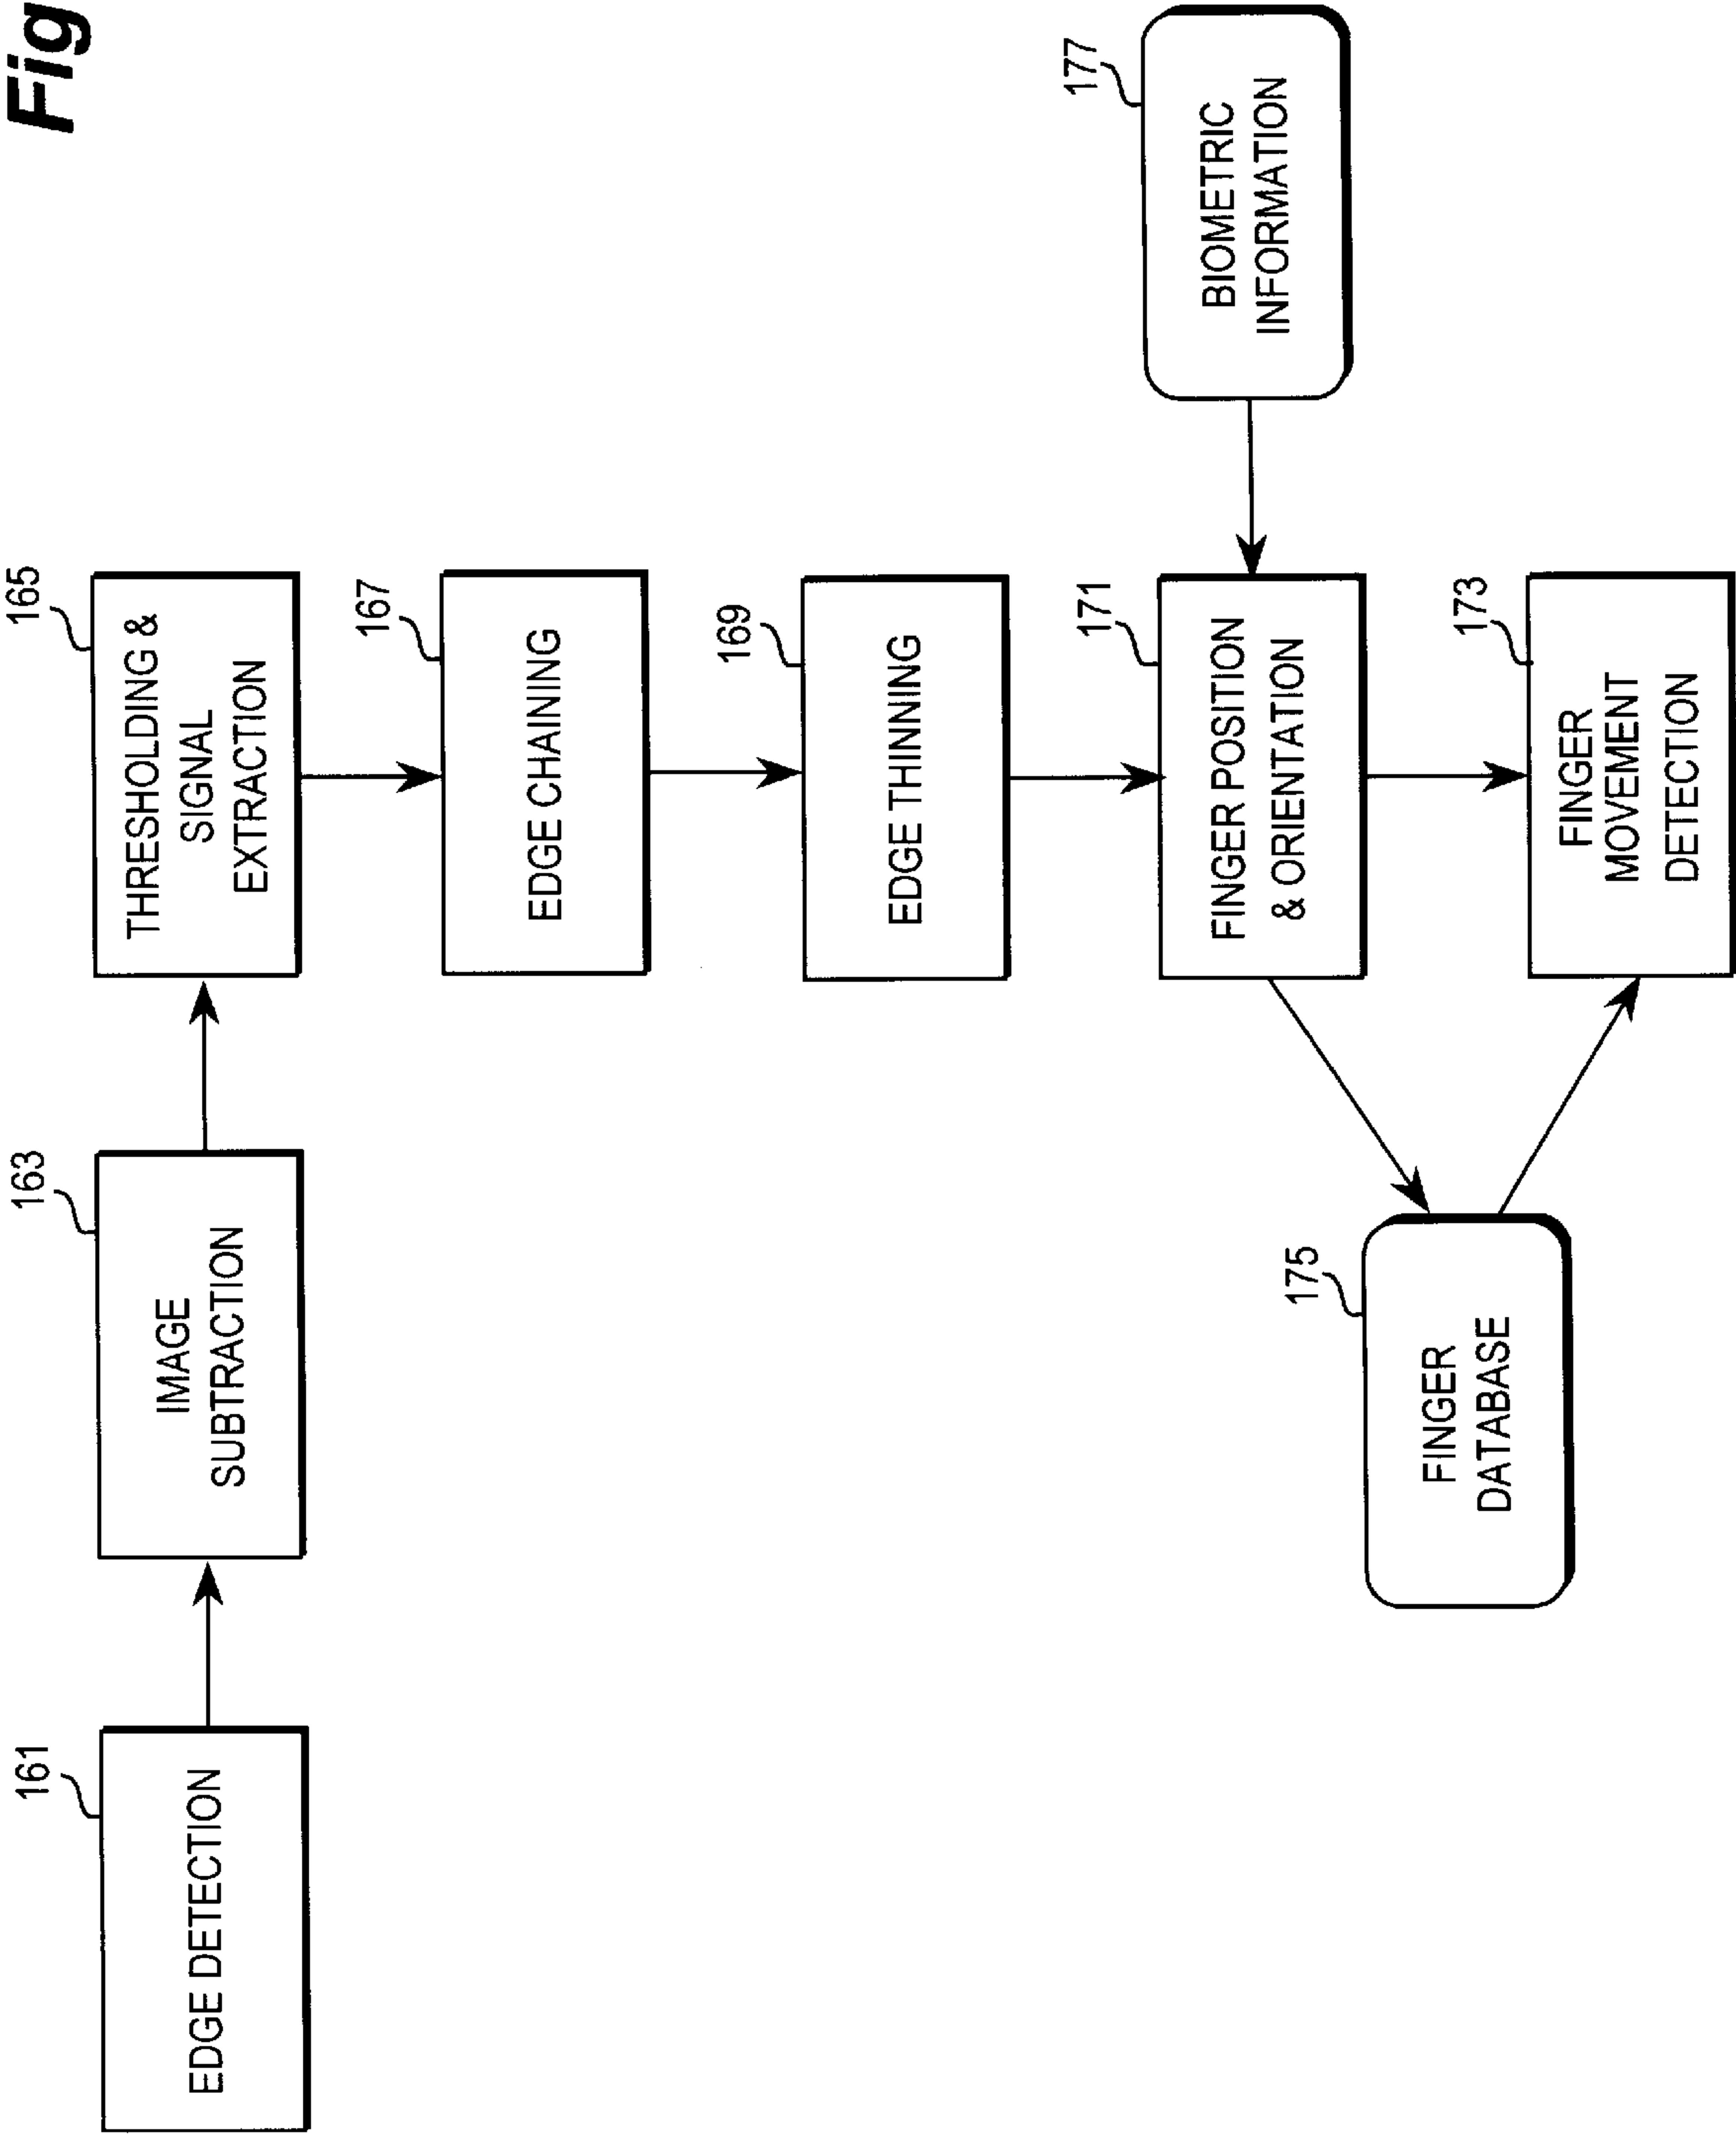 Fig
161
EDGE DETECTION
163
IMAGE
SUBTRACTION
165
THRESHOLDING &
SIGNAL
EXTRACTION
167
EDGE CHAINING
169
EDGE THINNING
171
FINGER POSITION
& ORIENTATION
177
BIOMETRIC
INFORMATION
175
FINGER
DATABASE
173
FINGER
MOVEMENT
DETECTION